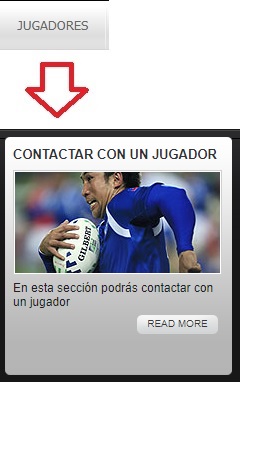 JUGADORES
CONTACTAR CON UN JUGADOR
GILBERT
En esta sección podrás contactar con
un jugador
READ MORE